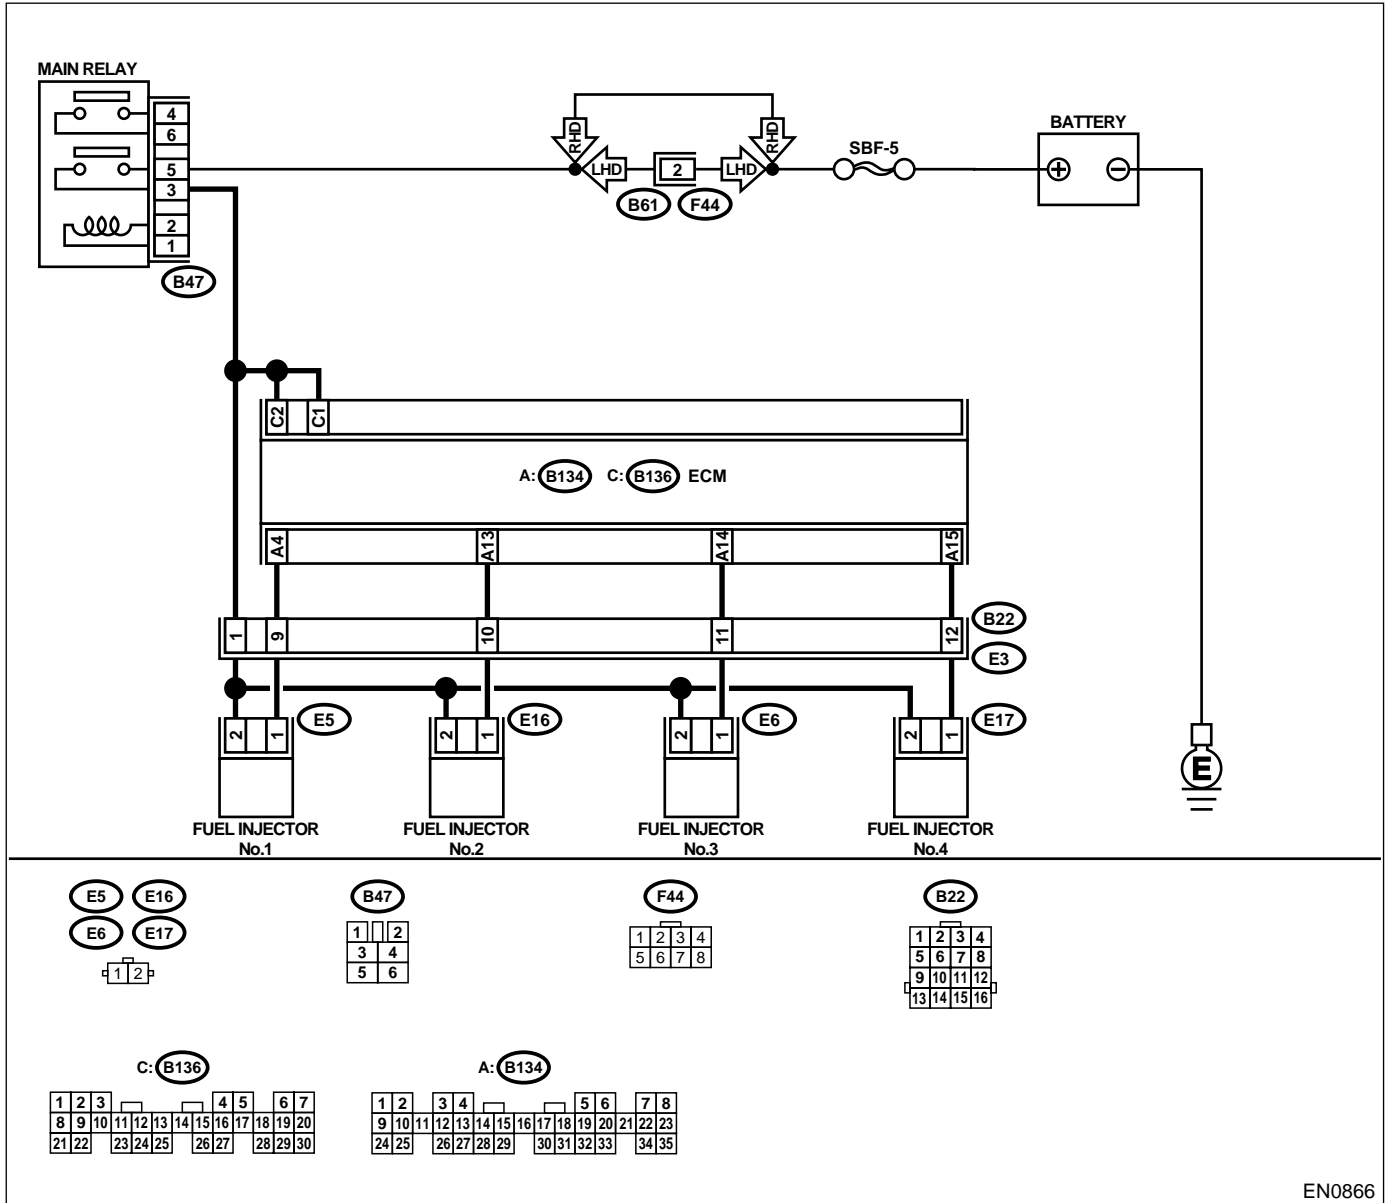 MAIN RELAY
4
6
5
3
2
1
B47
RHD
RHD
LHD
2
LHD
B61
F44
SBF-5
BATTERY
+
−
C2
C1
A: B134 C: B136 ECM
A4
A13
A14
A15
1
9
10
11
12
B22
E3
E5
E16
E6
E17
2
1
2
1
2
1
2
1
E
FUEL INJECTOR
No.1
FUEL INJECTOR
No.2
FUEL INJECTOR
No.3
FUEL INJECTOR
No.4
E5 E16
E6 E17
1 2
B47
1 2
3 4
5 6
F44
1 2 3 4
5 6 7 8
B22
1 2 3 4
5 6 7 8
9 10 11 12
13 14 15 16
C: B136
1 2 3 4 5 6 7
8 9 10 11 12 13 14 15 16 17 18 19 20
21 22 23 24 25 26 27 28 29 30
A: B134
1 2 3 4 5 6 7 8
9 10 11 12 13 14 15 16 17 18 19 20 21 22 23
24 25 26 27 28 29 30 31 32 33 34 35
EN0866